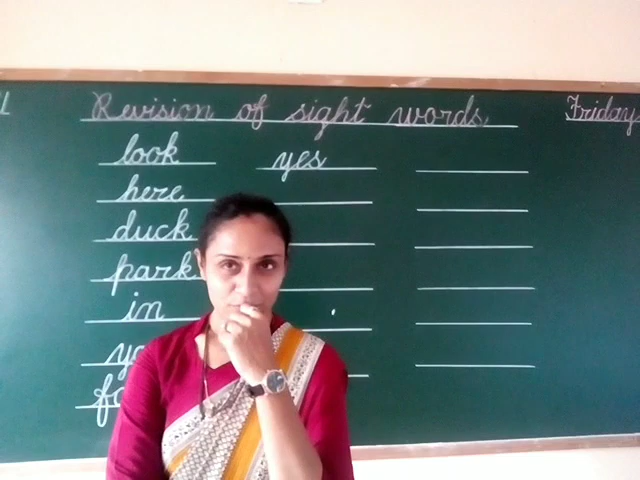 Revision of sight words
Friday
look yes
here
duck
park
in